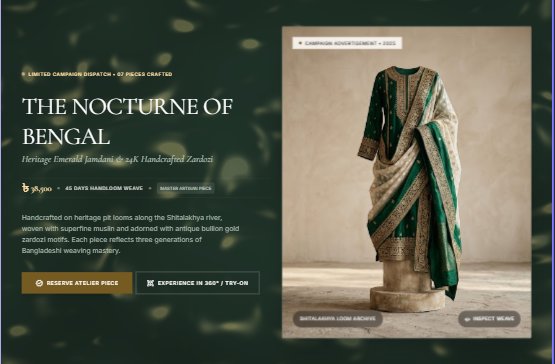 LIMITED CAMPAIGN DISPATCH • 07 PIECES CRAFTED
THE NOCTURNE OF
BENGAL
Heritage Emerald Jamdani & 24K Handcrafted Zardozi
৳ 38,500 • 45 DAYS HANDLOOM WEAVE • MASTER ARTISAN PIECE
Handcrafted on heritage pit looms along the Shitalakhya river,
woven with superfine muslin and adorned with antique bullion gold
zardozi motifs. Each piece reflects three generations of
Bangladeshi weaving mastery.
RESERVE ATELIER PIECE
EXPERIENCE IN 360° / TRY-ON
CAMPAIGN ADVERTISEMENT • 2025
SHITALAKHYA LOOM ARCHIVE
INSPECT WEAVE